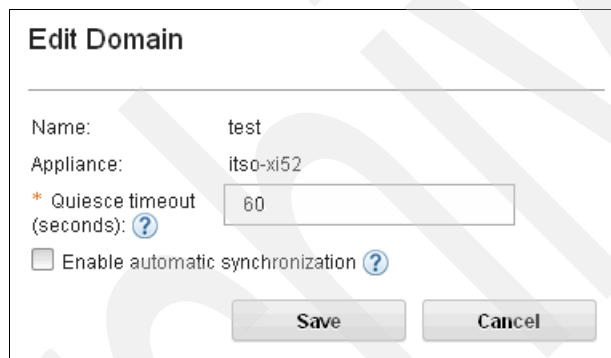 Edit Domain
Name: test
Appliance: itso-xi52
* Quiesce timeout (seconds): ? 60
Enable automatic synchronization ?
Save Cancel